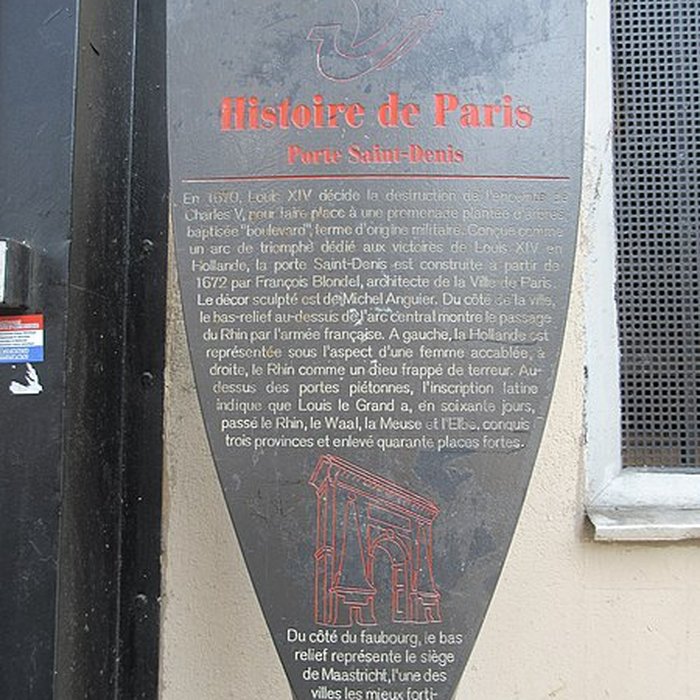 Histoire de Paris
Porte Saint-Denis
En 1670, Louis XIV décide la destruction de l'enceinte de
Charles V, pour faire place à une promenade plantée d'arbres
baptisée "boulevard", terme d'origine militaire. Conçue comme
un arc de triomphe dédié aux victoires de Louis XIV en
Hollande, la porte Saint-Denis est construite à partir de
1672 par François Blondel, architecte de la Ville de Paris.
Le décor sculpté est de Michel Anguier. Du côté de la ville,
le bas-relief au-dessus de l'arc central montre le passage
du Rhin par l'armée française. A gauche, la Hollande est
représentée sous l'aspect d'une femme accablée, à
droite, le Rhin comme un dieu frappé de terreur. Au-
dessus des portes piétonnes, l'inscription latine
indique que Louis le Grand a, en soixante jours,
passé le Rhin, le Waal, la Meuse et l'Elbe, conquis
trois provinces et enlevé quarante places fortes.
Du côté du faubourg, le bas
relief représente le siège
de Maastricht, l'une des
villes les mieux forti-